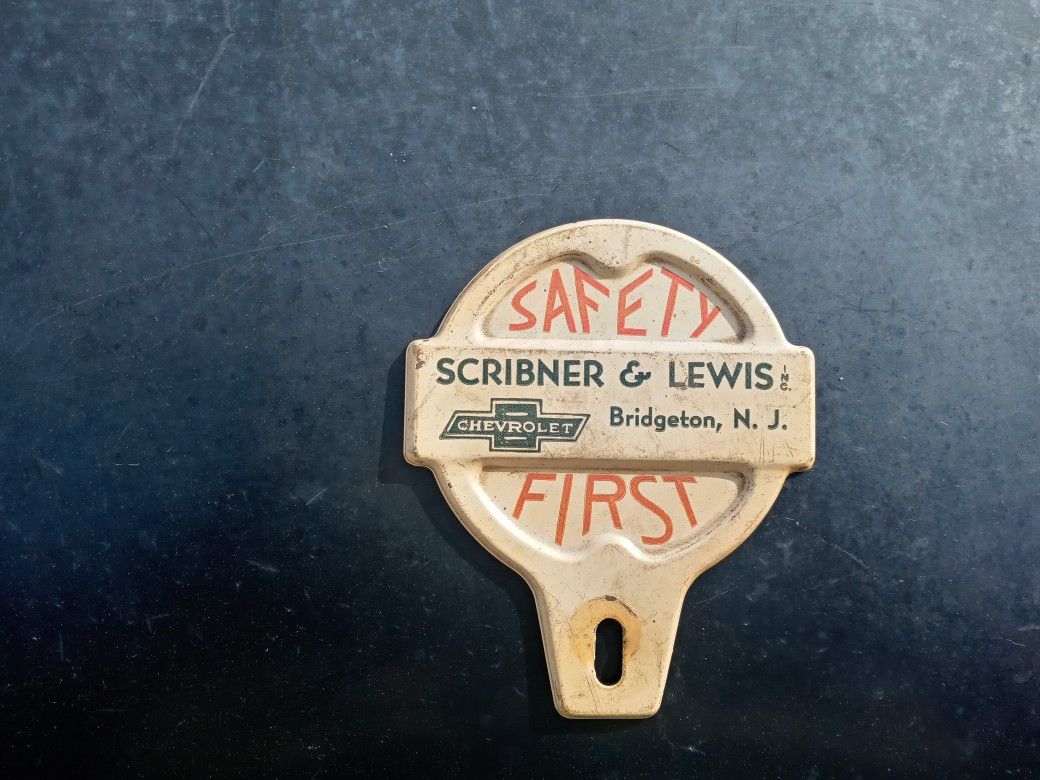 SAFETY
SCRIBNER & LEWIS INC.
CHEVROLET
Bridgeton, N. J.
FIRST